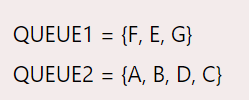 QUEUE1 = {F, E, G}
QUEUE2 = {A, B, D, C}